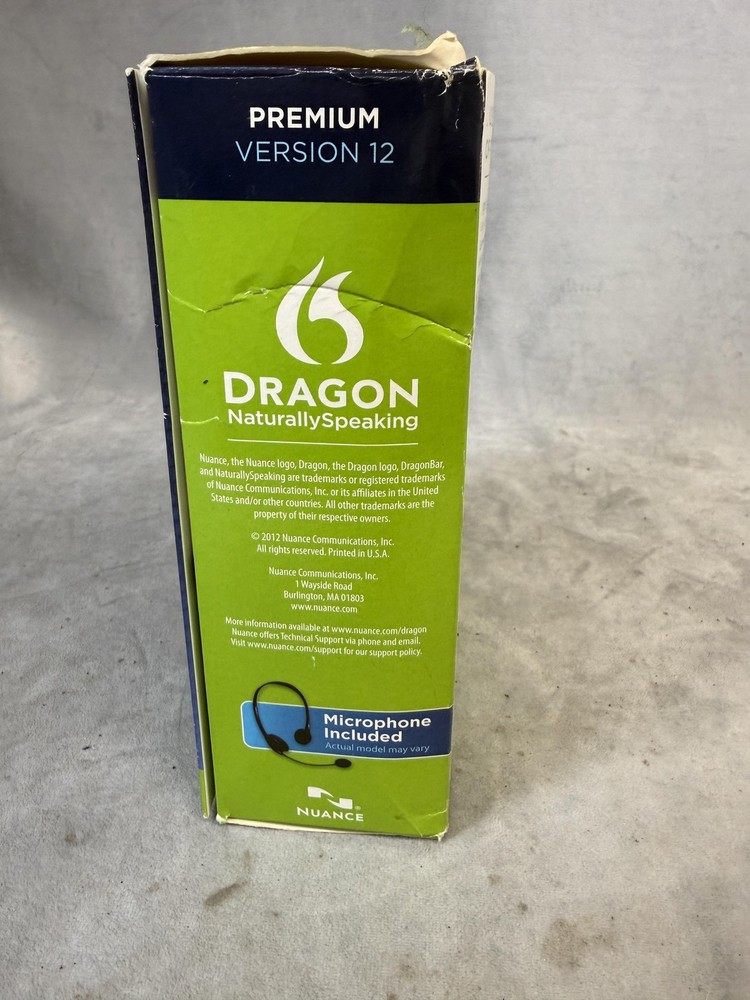 PREMIUM
VERSION 12
DRAGON
NaturallySpeaking
Nuance, the Nuance logo, Dragon, the Dragon logo, DragonBar,
and NaturallySpeaking are trademarks or registered trademarks
of Nuance Communications, Inc. or its affiliates in the United
States and/or other countries. All other trademarks are the
property of their respective owners.
© 2012 Nuance Communications, Inc.
All rights reserved. Printed in U.S.A.
Nuance Communications, Inc.
1 Wayside Road
Burlington, MA 01803
www.nuance.com
More information available at www.nuance.com/dragon
Nuance offers Technical Support via phone and email.
Visit www.nuance.com/support for our support policy.
Microphone
Included
Actual model may vary
NUANCE®